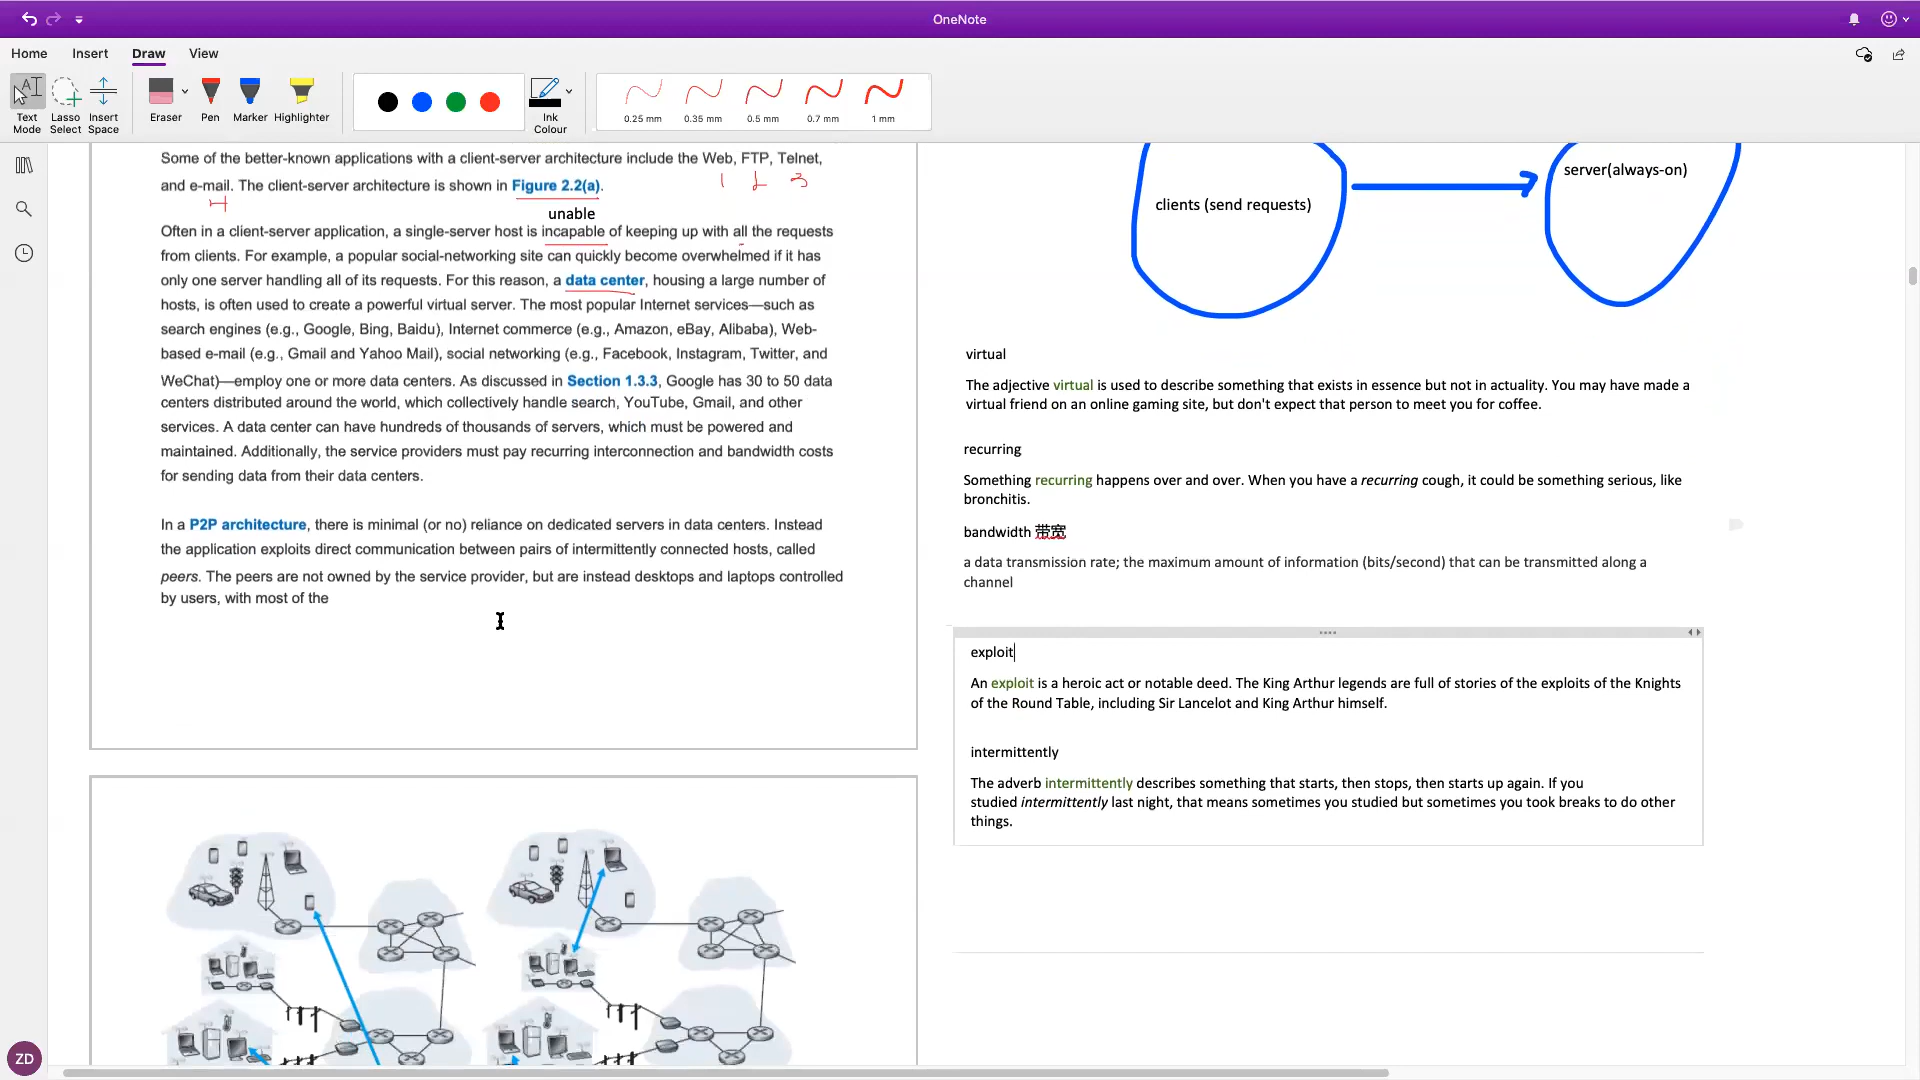 OneNote
Home Insert Draw View
Text Mode
Lasso Select
Insert Space
Eraser
Pen
Marker
Highlighter
Ink Colour
0.25 mm
0.35 mm
0.5 mm
0.7 mm
1 mm
Some of the better-known applications with a client-server architecture include the Web, FTP, Telnet,
1 2 3
and e-mail. The client-server architecture is shown in Figure 2.2(a).
4
unable
Often in a client-server application, a single-server host is incapable of keeping up with all the requests
from clients. For example, a popular social-networking site can quickly become overwhelmed if it has
only one server handling all of its requests. For this reason, a data center, housing a large number of
hosts, is often used to create a powerful virtual server. The most popular Internet services—such as
search engines (e.g., Google, Bing, Baidu), Internet commerce (e.g., Amazon, eBay, Alibaba), Web-
based e-mail (e.g., Gmail and Yahoo Mail), social networking (e.g., Facebook, Instagram, Twitter, and
WeChat)—employ one or more data centers. As discussed in Section 1.3.3, Google has 30 to 50 data
centers distributed around the world, which collectively handle search, YouTube, Gmail, and other
services. A data center can have hundreds of thousands of servers, which must be powered and
maintained. Additionally, the service providers must pay recurring interconnection and bandwidth costs
for sending data from their data centers.
In a P2P architecture, there is minimal (or no) reliance on dedicated servers in data centers. Instead
the application exploits direct communication between pairs of intermittently connected hosts, called
peers. The peers are not owned by the service provider, but are instead desktops and laptops controlled
by users, with most of the
clients (send requests)
server(always-on)
virtual
The adjective virtual is used to describe something that exists in essence but not in actuality. You may have made a
virtual friend on an online gaming site, but don't expect that person to meet you for coffee.
recurring
Something recurring happens over and over. When you have a recurring cough, it could be something serious, like
bronchitis.
bandwidth 带宽
a data transmission rate; the maximum amount of information (bits/second) that can be transmitted along a
channel
exploit
An exploit is a heroic act or notable deed. The King Arthur legends are full of stories of the exploits of the Knights
of the Round Table, including Sir Lancelot and King Arthur himself.
intermittently
The adverb intermittently describes something that starts, then stops, then starts up again. If you
studied intermittently last night, that means sometimes you studied but sometimes you took breaks to do other
things.
ZD